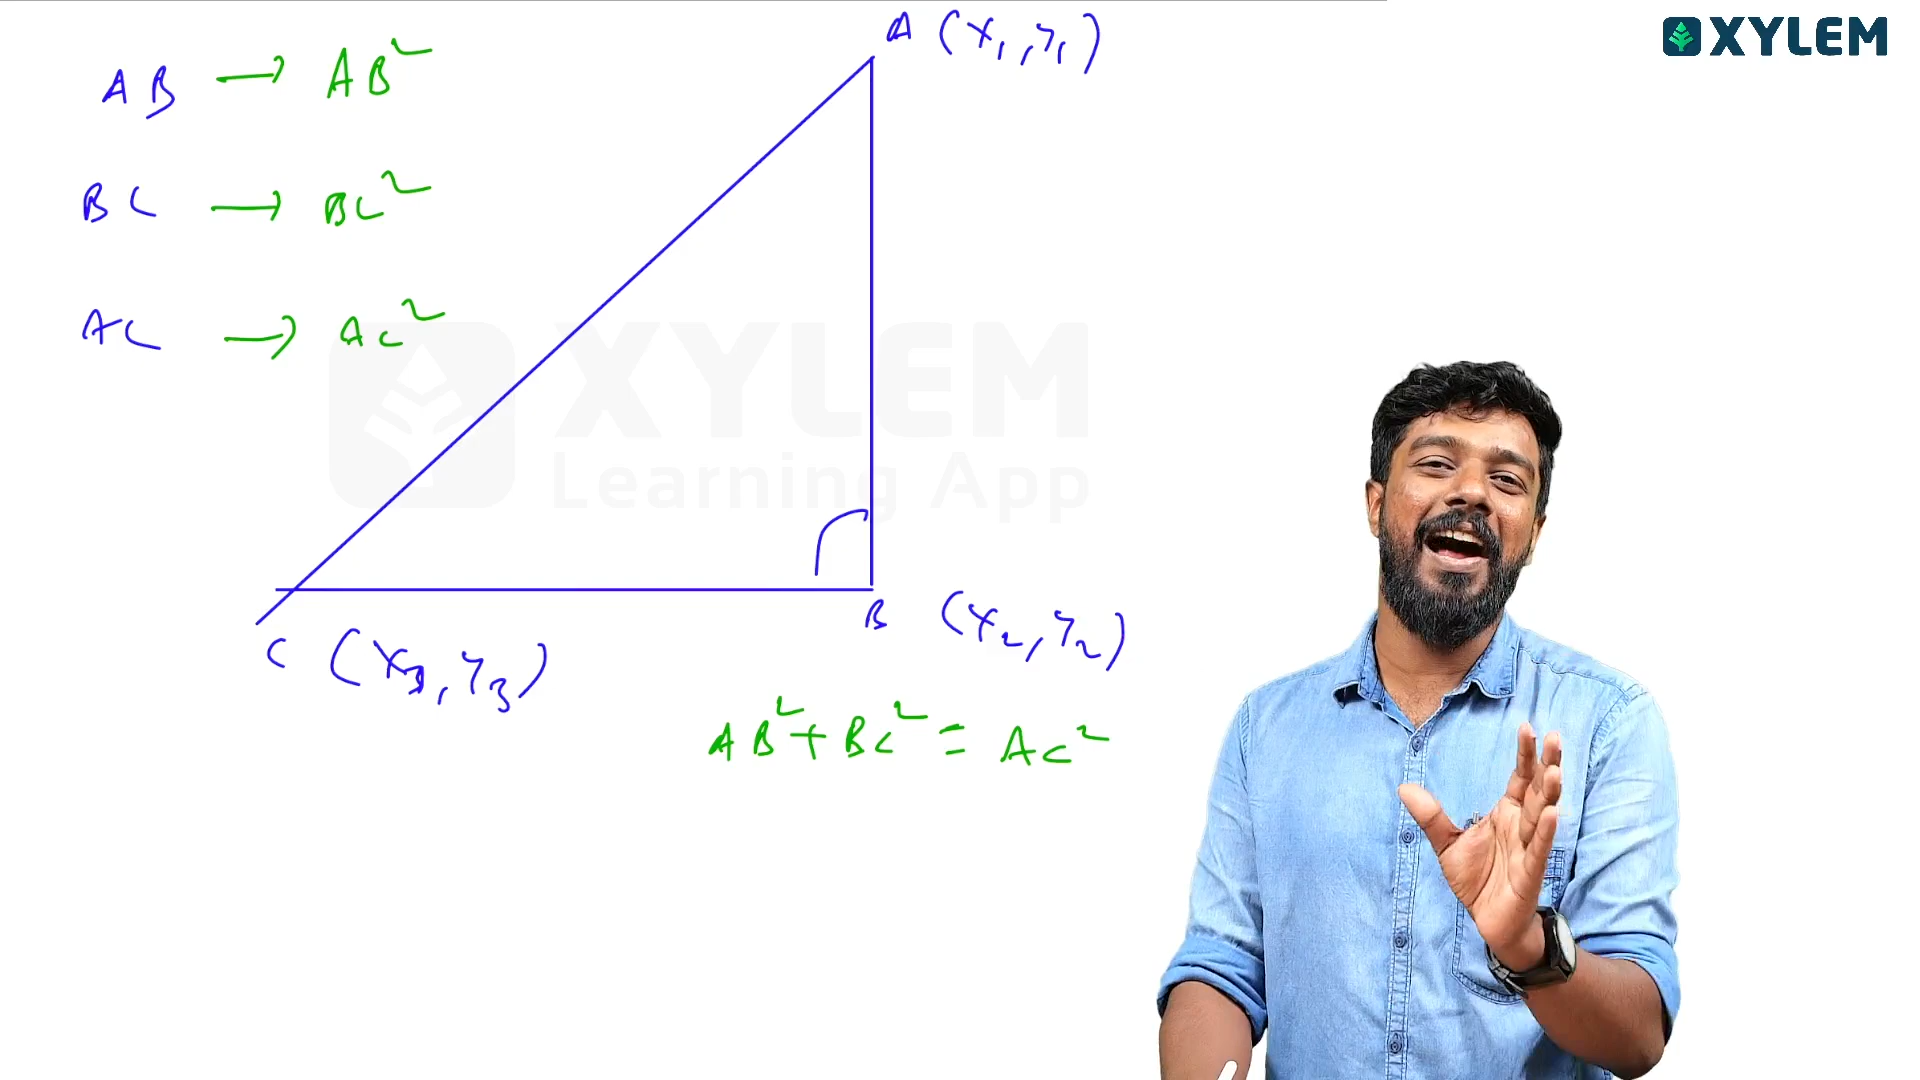 XYLEM
A (x₁, y₁)
AB → AB²
BC → BC²
AC → AC²
XYLEM
Learning App
B (x₂, y₂)
C (x₃, y₃)
AB² + BC² = AC²